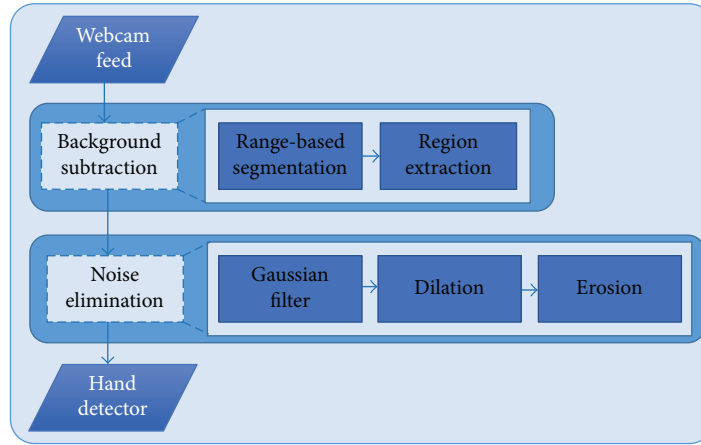 Webcam
feed
Background
subtraction
Range-based
segmentation
Region
extraction
Noise
elimination
Gaussian
filter
Dilation
Erosion
Hand
detector